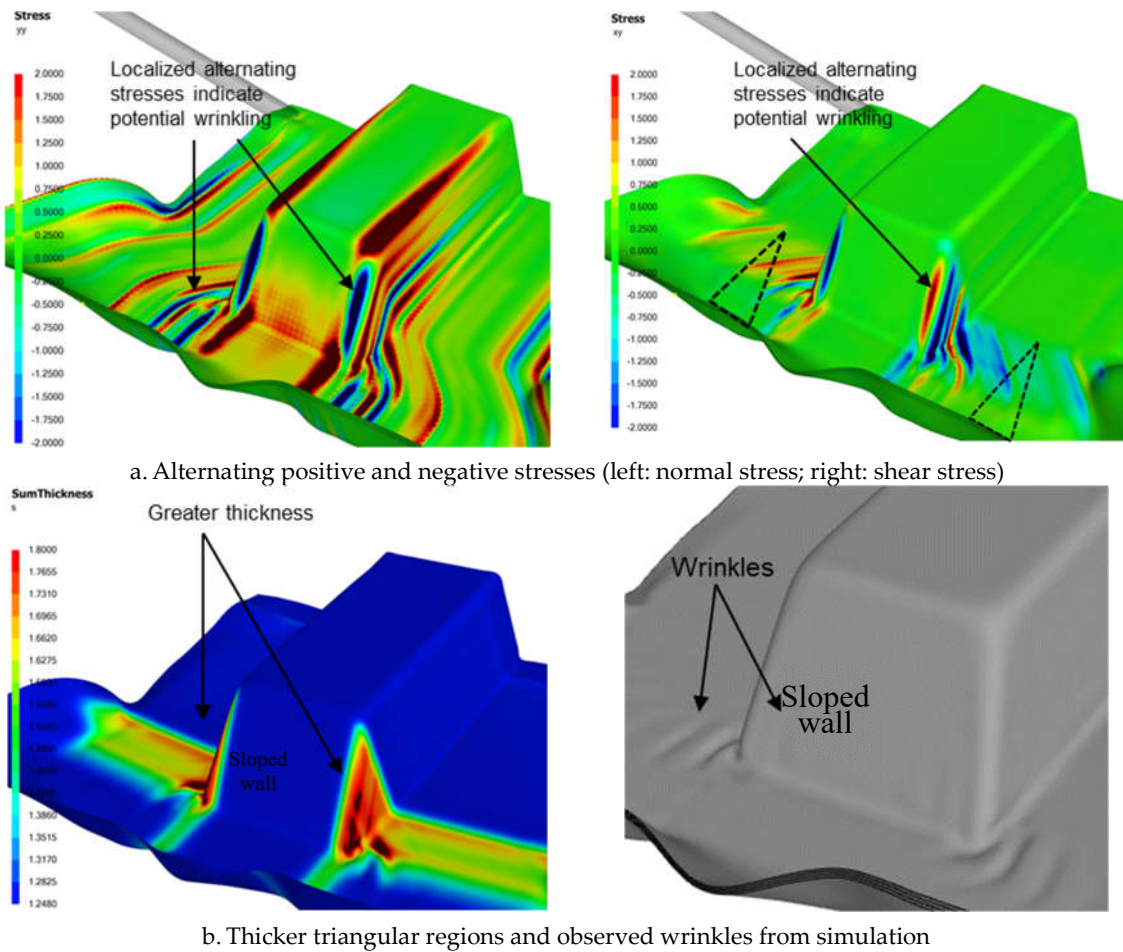 Stress
yy
2.0000
1.7500
1.5000
1.2500
1.0000
0.7500
0.5000
0.2500
0.0000
-0.2500
-0.5000
-0.7500
-1.0000
-1.2500
-1.5000
-1.7500
-2.0000
Localized alternating
stresses indicate
potential wrinkling
Stress
xy
2.0000
1.7500
1.5000
1.2500
1.0000
0.7500
0.5000
0.2500
0.0000
-0.2500
-0.5000
-0.7500
-1.0000
-1.2500
-1.5000
-1.7500
-2.0000
Localized alternating
stresses indicate
potential wrinkling
a. Alternating positive and negative stresses (left: normal stress; right: shear stress)
SumThickness
s
1.8000
1.7655
1.7310
1.6965
1.6620
1.6275
1.3860
1.3515
1.3170
1.2825
1.2480
Greater thickness
Sloped
wall
Wrinkles
Sloped
wall
b. Thicker triangular regions and observed wrinkles from simulation